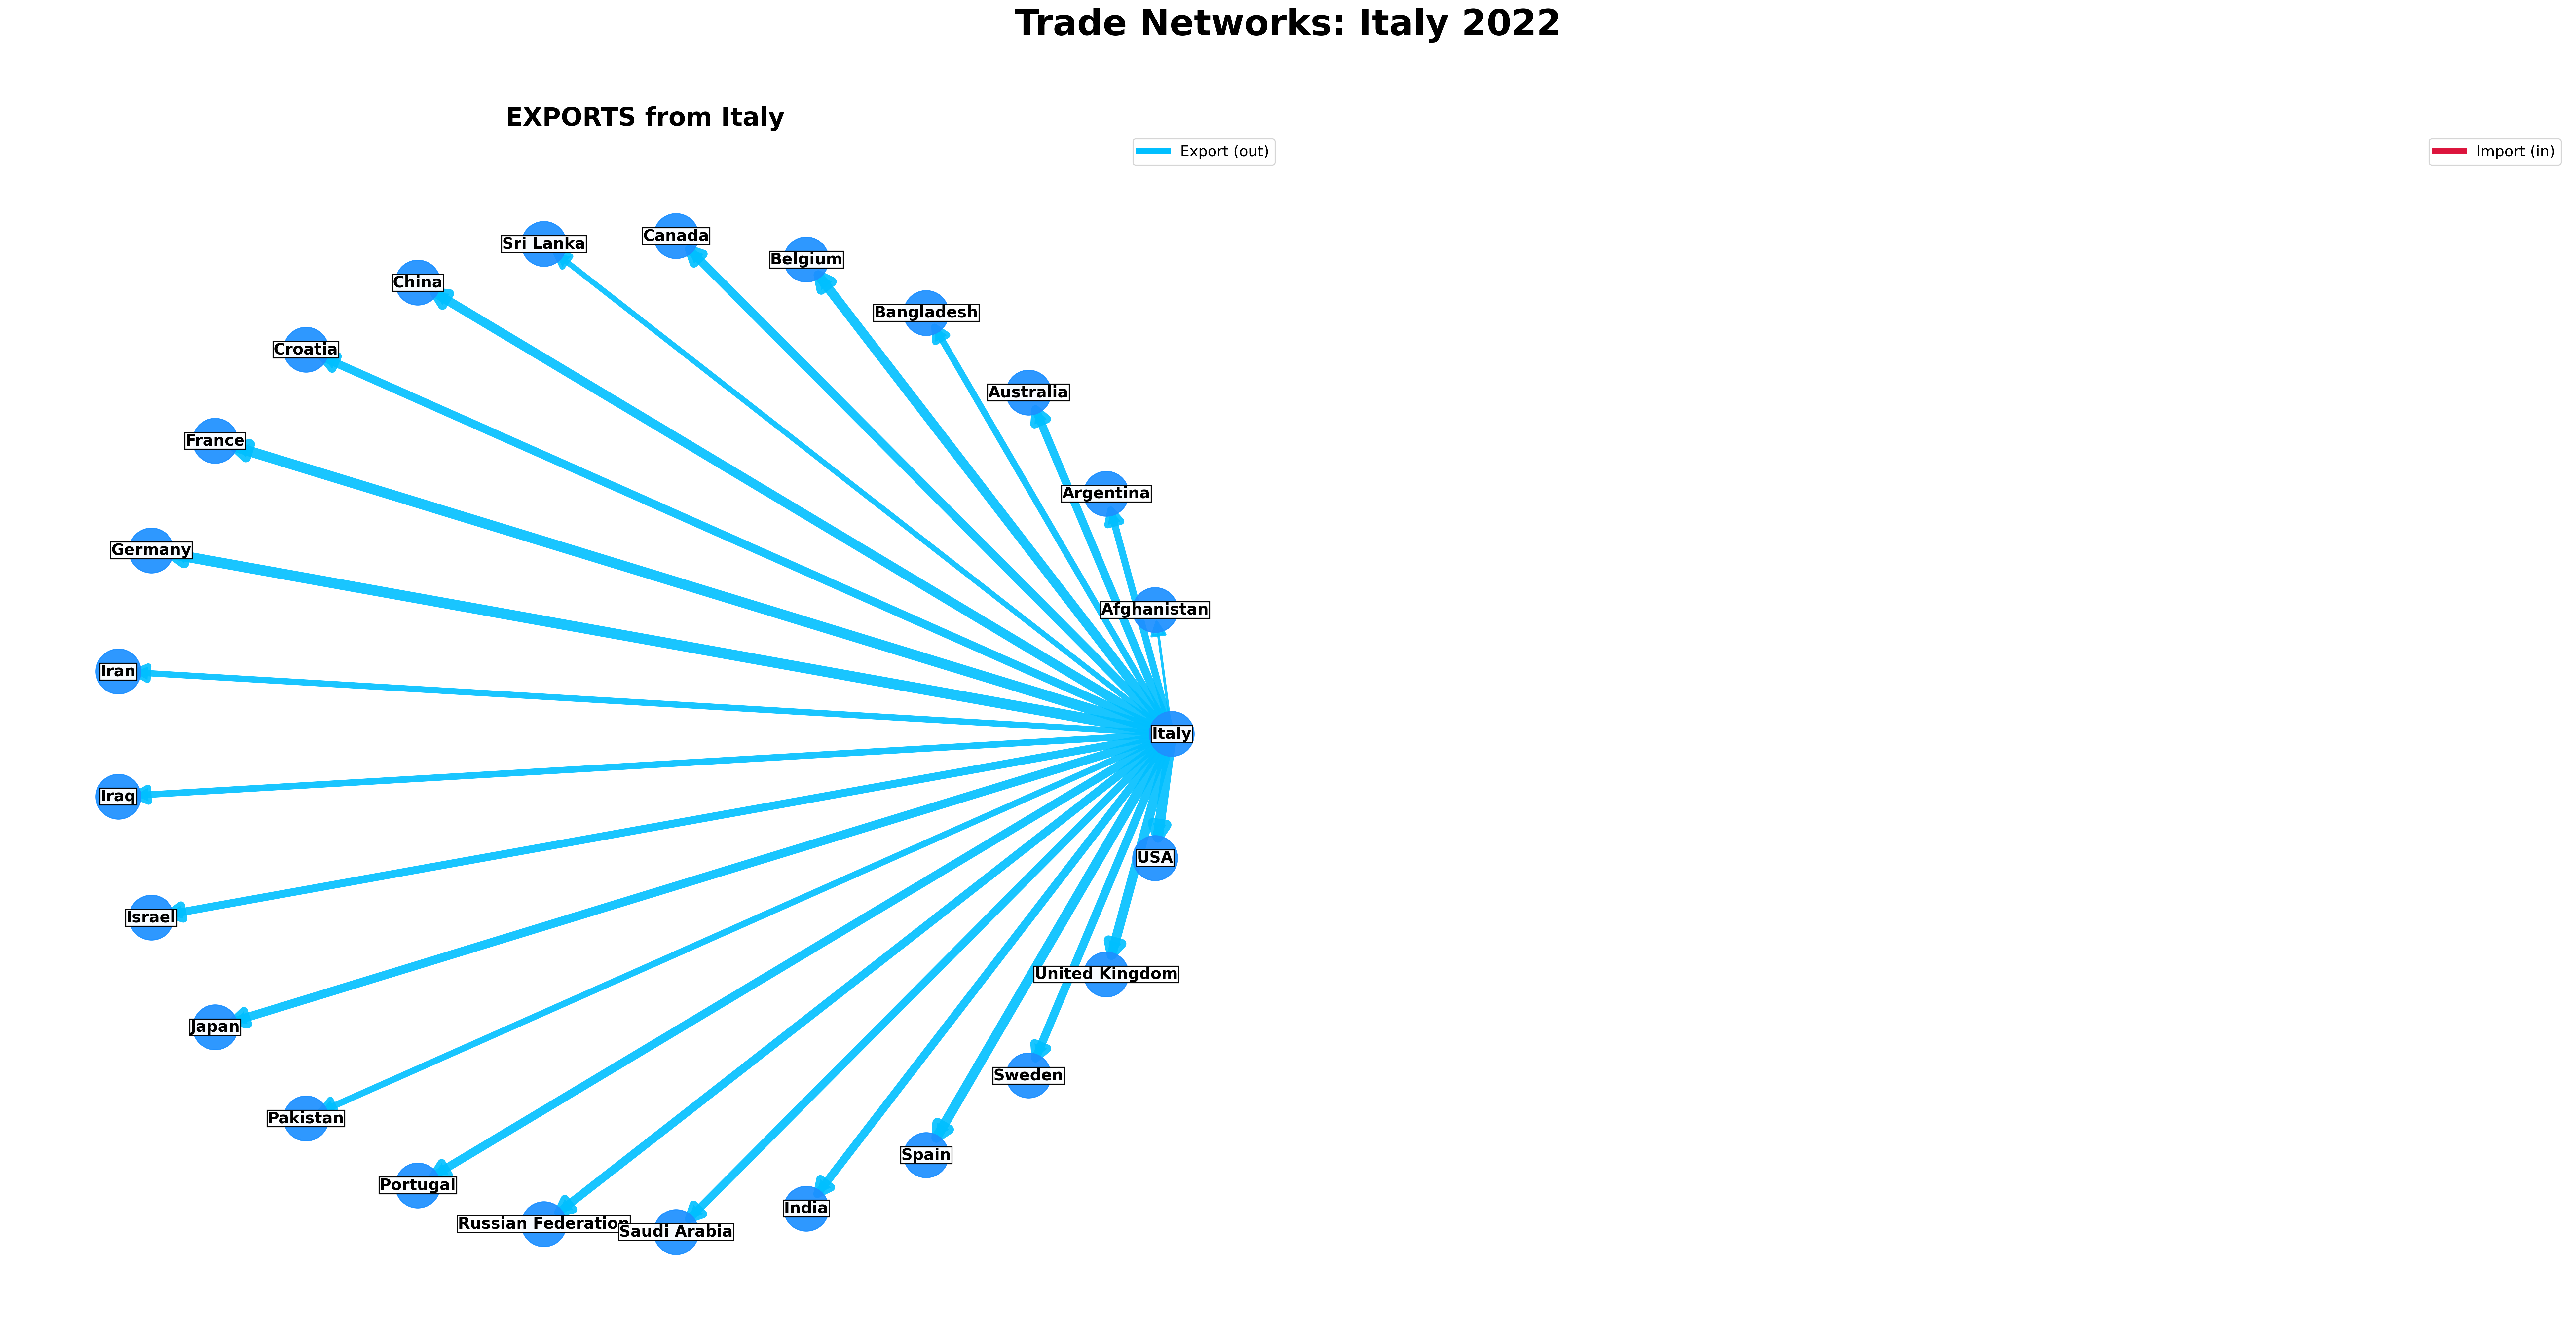 Trade Networks: Italy 2022
EXPORTS from Italy
Export (out)
Import (in)
Canada
Sri Lanka
Belgium
China
Bangladesh
Croatia
Australia
France
Argentina
Germany
Afghanistan
Iran
Italy
Iraq
USA
Israel
United Kingdom
Japan
Sweden
Pakistan
Spain
Portugal
India
Russian Federation
Saudi Arabia